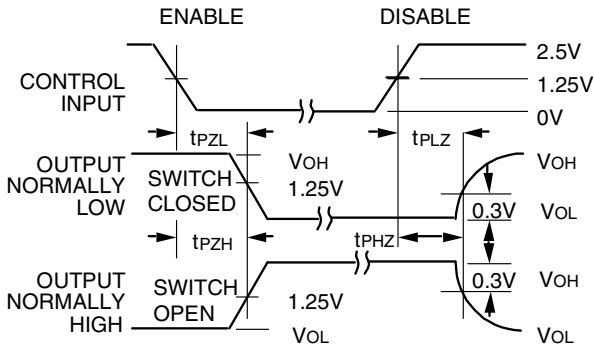 ENABLE DISABLE
2.5V
CONTROL INPUT 1.25V
0V
tPZL tPLZ
OUTPUT NORMALLY LOW
SWITCH CLOSED
VOH
1.25V
VOH
0.3V VOL
tPZH tPHZ
OUTPUT NORMALLY HIGH
SWITCH OPEN
1.25V
VOL
0.3V VOH
VOL